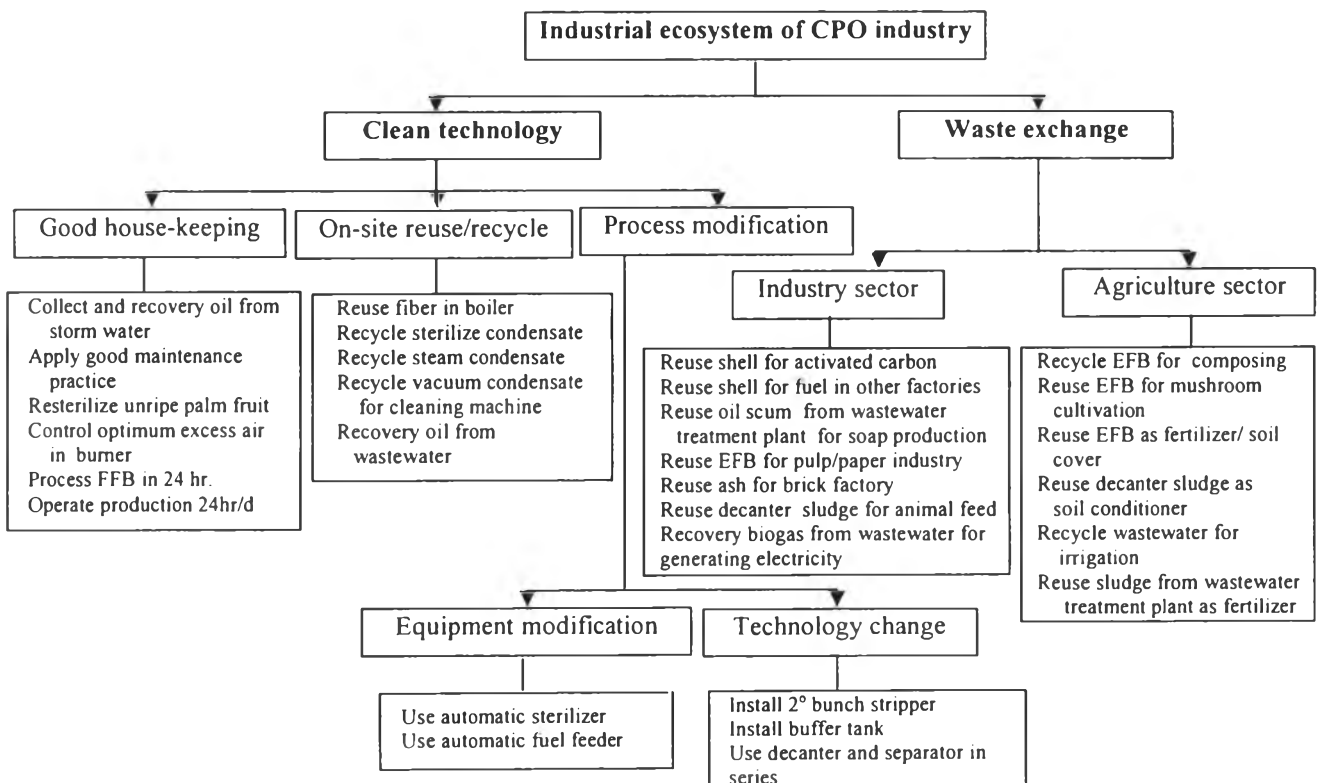 Industrial ecosystem of CPO industry
Clean technology
Waste exchange
Good house-keeping
On-site reuse/recycle
Process modification
Industry sector
Agriculture sector
Collect and recovery oil from
storm water
Apply good maintenance
practice
Resterilize unripe palm fruit
Control optimum excess air
in burner
Process FFB in 24 hr.
Operate production 24hr/d
Reuse fiber in boiler
Recycle sterilize condensate
Recycle steam condensate
Recycle vacuum condensate
for cleaning machine
Recovery oil from
wastewater
Reuse shell for activated carbon
Reuse shell for fuel in other factories
Reuse oil scum from wastewater
treatment plant for soap production
Reuse EFB for pulp/paper industry
Reuse ash for brick factory
Reuse decanter sludge for animal feed
Recovery biogas from wastewater for
generating electricity
Recycle EFB for composing
Reuse EFB for mushroom
cultivation
Reuse EFB as fertilizer/ soil
cover
Reuse decanter sludge as
soil conditioner
Recycle wastewater for
irrigation
Reuse sludge from wastewater
treatment plant as fertilizer
Equipment modification
Technology change
Use automatic sterilizer
Use automatic fuel feeder
Install 2° bunch stripper
Install buffer tank
Use decanter and separator in
series